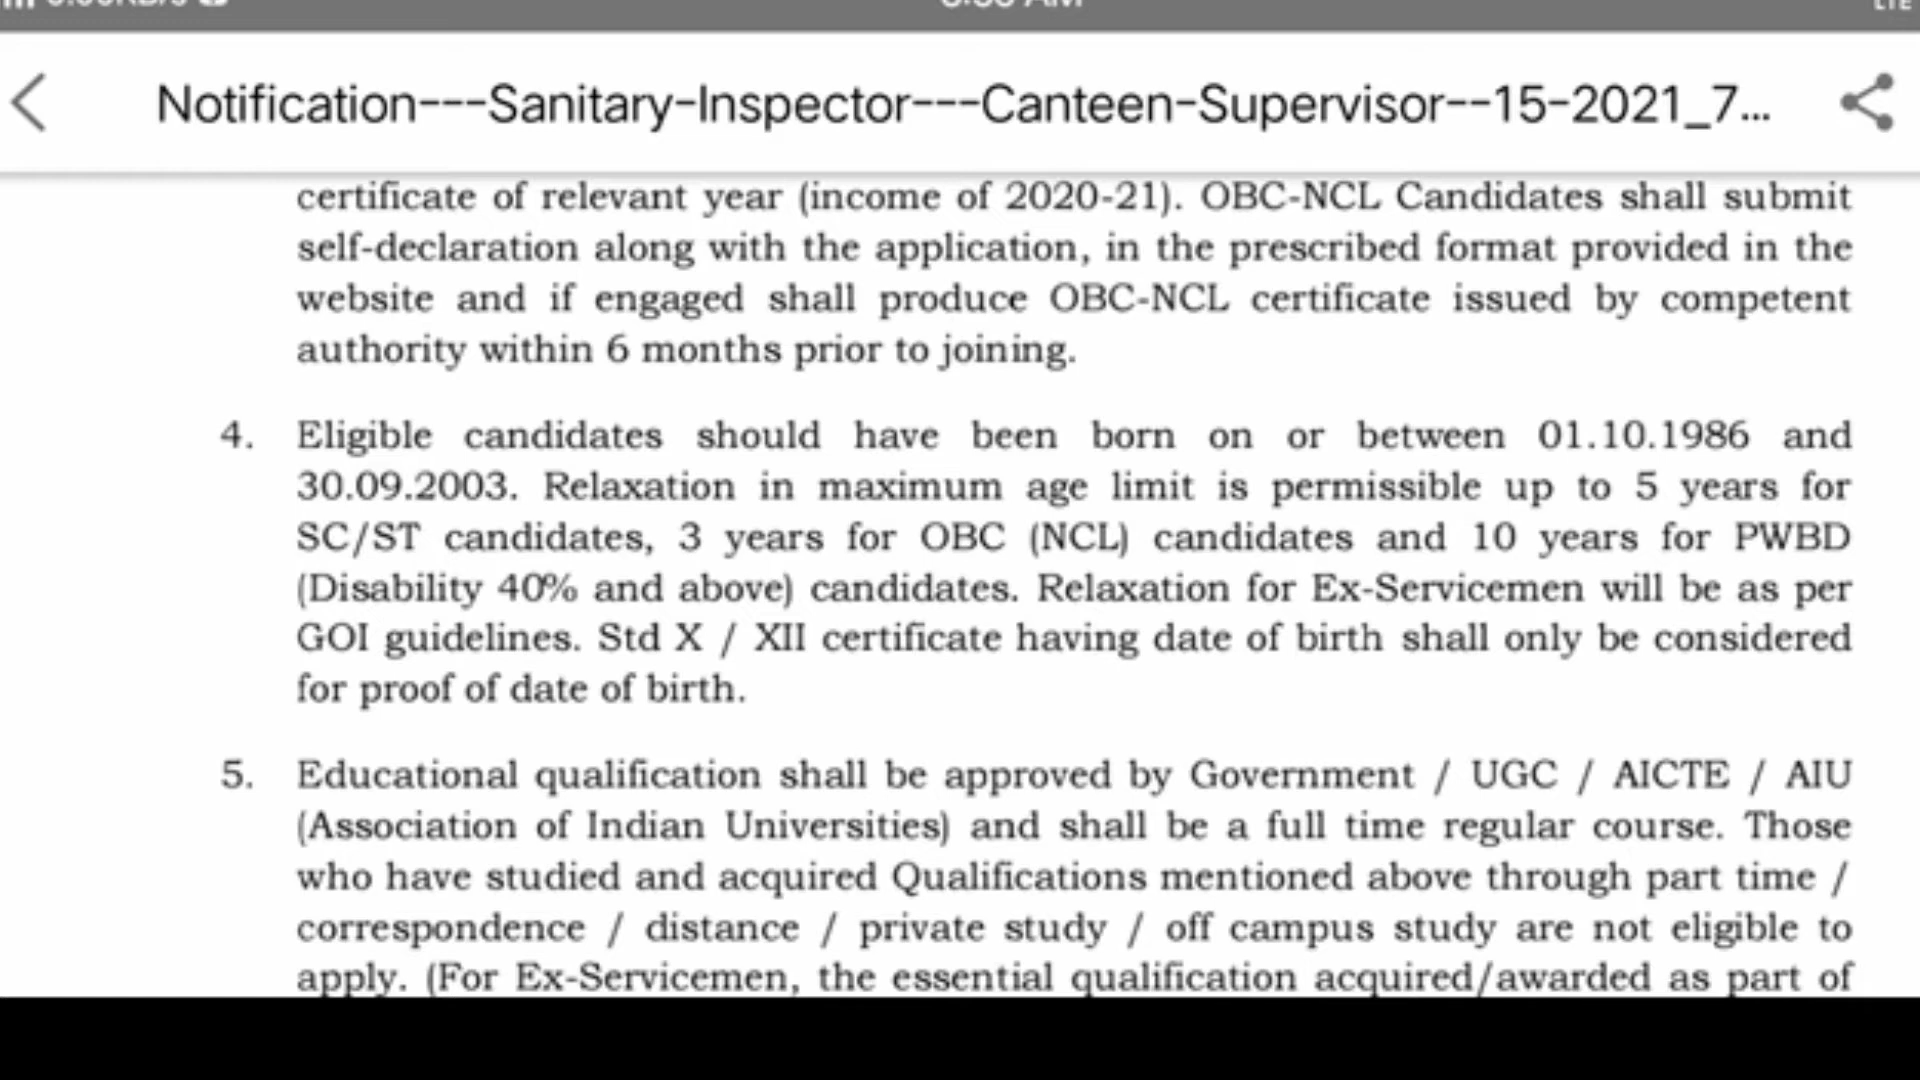 Notification---Sanitary-Inspector---Canteen-Supervisor--15-2021_7...
certificate of relevant year (income of 2020-21). OBC-NCL Candidates shall submit
self-declaration along with the application, in the prescribed format provided in the
website and if engaged shall produce OBC-NCL certificate issued by competent
authority within 6 months prior to joining.
4. Eligible candidates should have been born on or between 01.10.1986 and
30.09.2003. Relaxation in maximum age limit is permissible up to 5 years for
SC/ST candidates, 3 years for OBC (NCL) candidates and 10 years for PWBD
(Disability 40% and above) candidates. Relaxation for Ex-Servicemen will be as per
GOI guidelines. Std X / XII certificate having date of birth shall only be considered
for proof of date of birth.
5. Educational qualification shall be approved by Government / UGC / AICTE / AIU
(Association of Indian Universities) and shall be a full time regular course. Those
who have studied and acquired Qualifications mentioned above through part time /
correspondence / distance / private study / off campus study are not eligible to
apply. (For Ex-Servicemen, the essential qualification acquired/awarded as part of